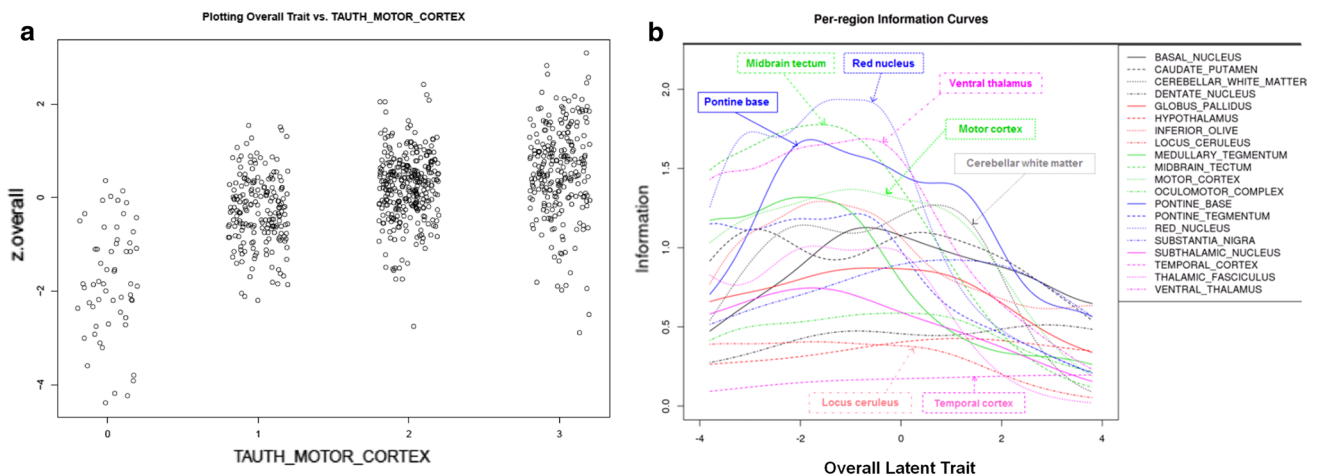 a
Plotting Overall Trait vs. TAUTH_MOTOR_CORTEX
z.overall
2
0
-2
-4
0 1 2 3
TAUTH_MOTOR_CORTEX
b
Per-region Information Curves
Information
2.0
1.5
1.0
0.5
0.0
-4 -2 0 2 4
Overall Latent Trait
Midbrain tectum
Red nucleus
Ventral thalamus
Pontine base
Motor cortex
Cerebellar white matter
Locus ceruleus
Temporal cortex
BASAL_NUCLEUS
CAUDATE_PUTAMEN
CEREBELLAR_WHITE_MATTER
DENTATE_NUCLEUS
GLOBUS_PALLIDUS
HYPOTHALAMUS
INFERIOR_OLIVE
LOCUS_CERULEUS
MEDULLARY_TEGMENTUM
MIDBRAIN_TECTUM
MOTOR_CORTEX
OCULOMOTOR_COMPLEX
PONTINE_BASE
PONTINE_TEGMENTUM
RED_NUCLEUS
SUBSTANTIA_NIGRA
SUBTHALAMIC_NUCLEUS
TEMPORAL_CORTEX
THALAMIC_FASCICULUS
VENTRAL_THALAMUS